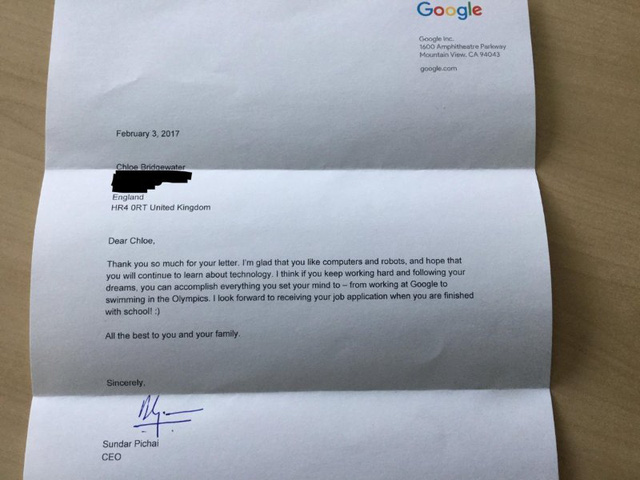 Google
Google Inc.
1600 Amphitheatre Parkway
Mountain View, CA 94043
google.com
February 3, 2017
Chloe Bridgewater
England
HR4 0RT United Kingdom
Dear Chloe,
Thank you so much for your letter. I'm glad that you like computers and robots, and hope that
you will continue to learn about technology. I think if you keep working hard and following your
dreams, you can accomplish everything you set your mind to – from working at Google to
swimming in the Olympics. I look forward to receiving your job application when you are finished
with school! :)
All the best to you and your family.
Sincerely,
Sundar Pichai
CEO